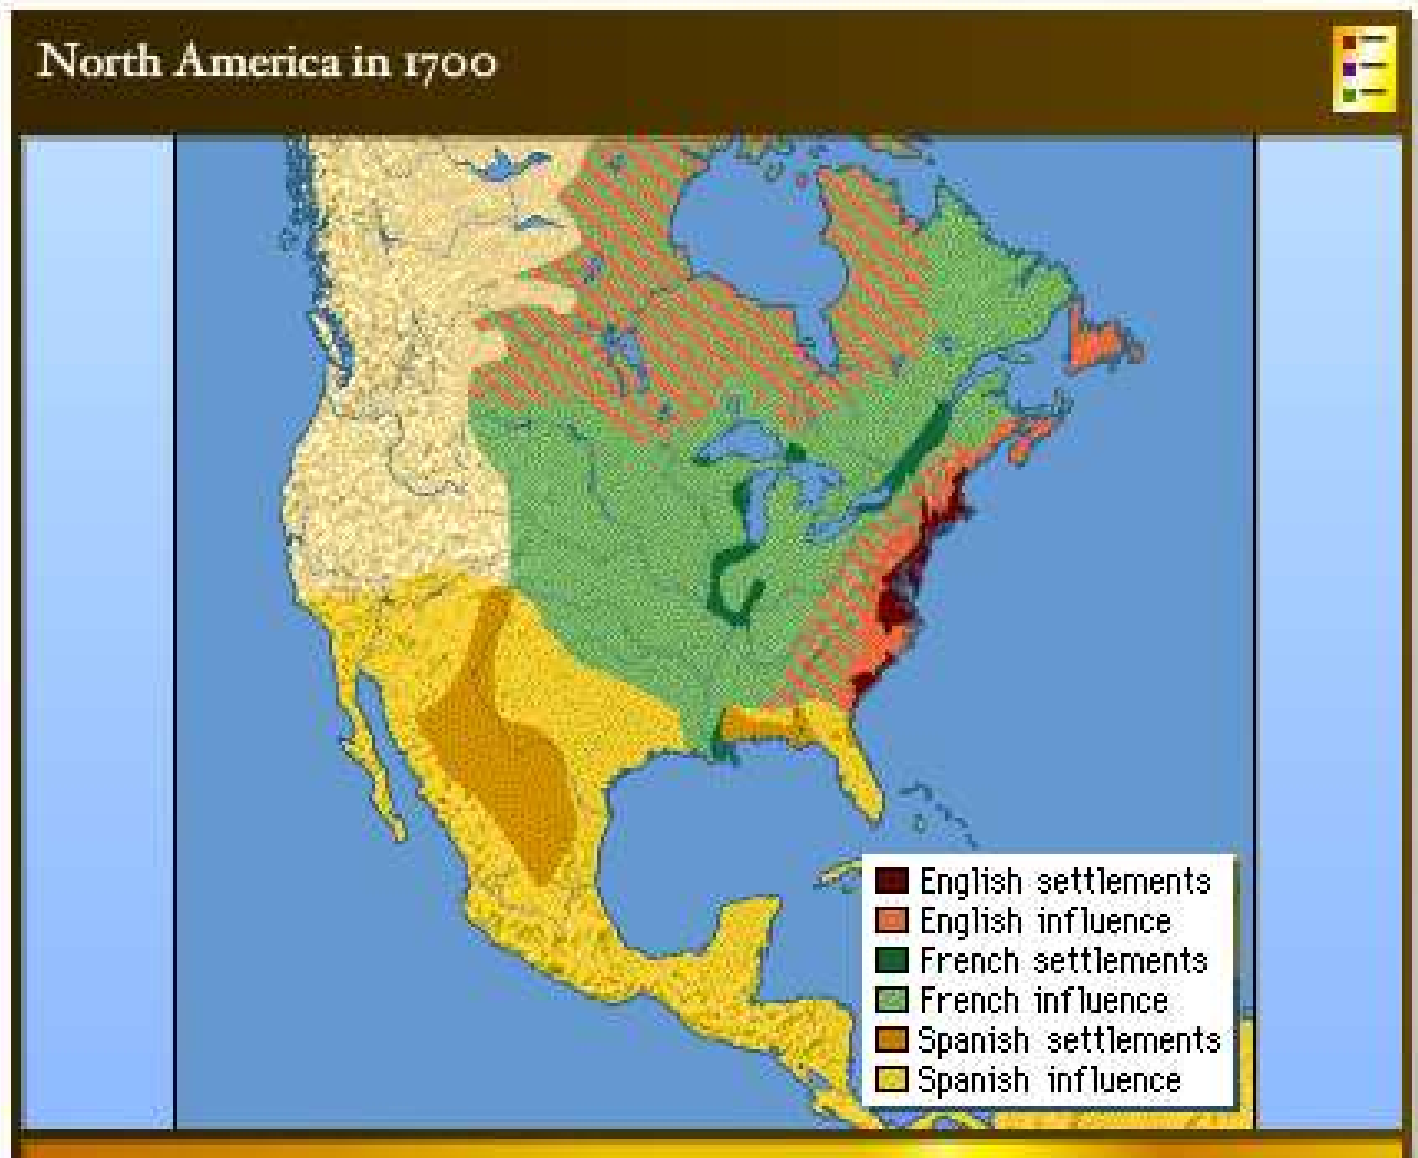 North America in 1700
English settlements
English influence
French settlements
French influence
Spanish settlements
Spanish influence